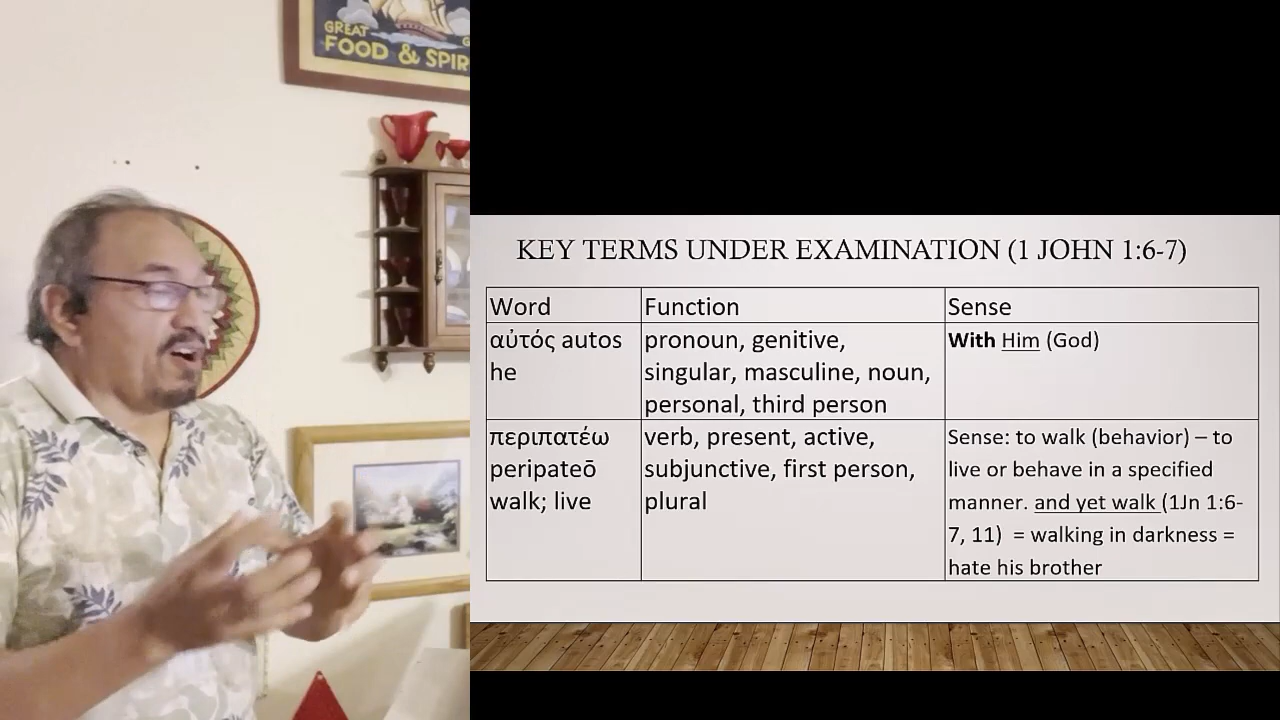 GREAT
FOOD & SPIR
KEY TERMS UNDER EXAMINATION (1 JOHN 1:6-7)
Word Function Sense
αὐτός autos
he
pronoun, genitive,
singular, masculine, noun,
personal, third person
With Him (God)
περιπατέω
peripateō
walk; live
verb, present, active,
subjunctive, first person,
plural
Sense: to walk (behavior) – to
live or behave in a specified
manner. and yet walk (1Jn 1:6-
7, 11) = walking in darkness =
hate his brother